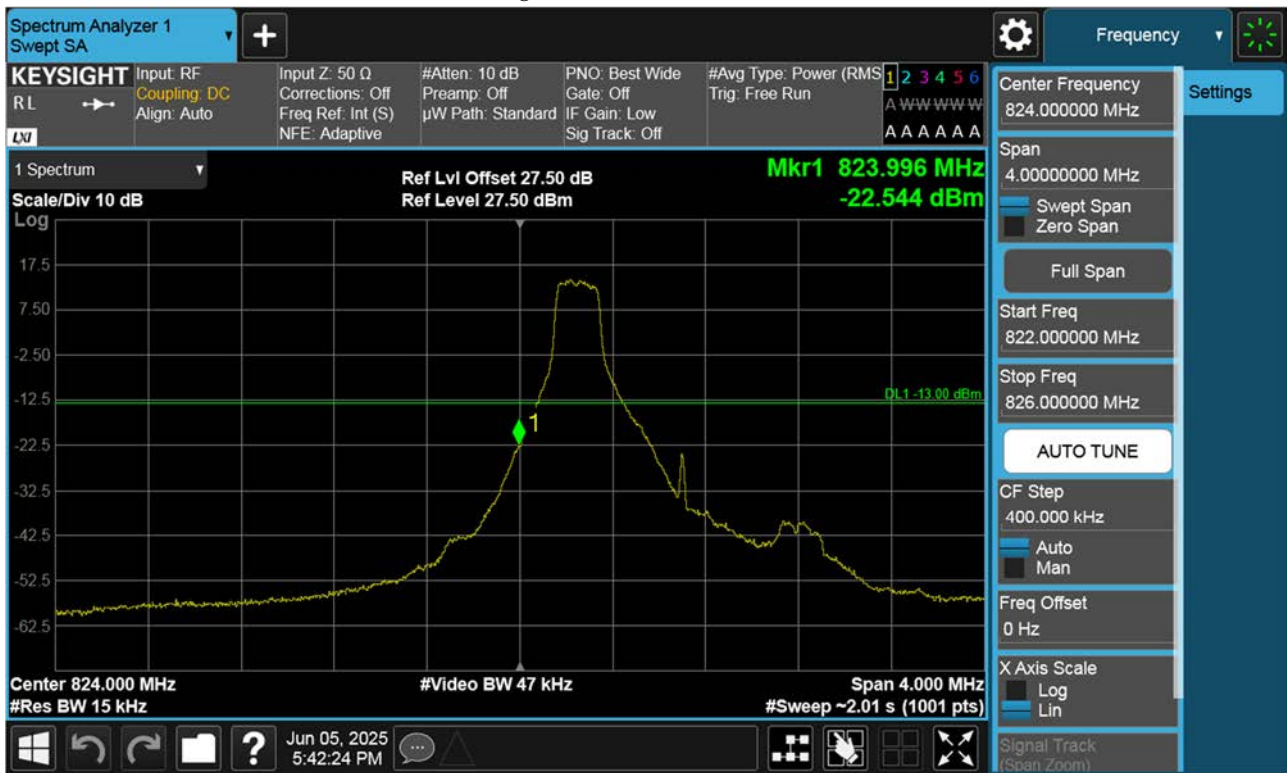 Spectrum Analyzer 1
Swept SA
Frequency
KEYSIGHT
R L
LXI
Input: RF
Coupling: DC
Align: Auto
Input Z: 50 Ω
Corrections: Off
Freq Ref: Int (S)
NFE: Adaptive
#Atten: 10 dB
Preamp: Off
µW Path: Standard
PNO: Best Wide
Gate: Off
IF Gain: Low
Sig Track: Off
#Avg Type: Power (RMS
Trig: Free Run
1 2 3 4 5 6
A W W W W W
A A A A A A
1 Spectrum
Scale/Div 10 dB
Log
Ref Lvl Offset 27.50 dB
Ref Level 27.50 dBm
Mkr1 823.996 MHz
-22.544 dBm
17.5
7.50
-2.50
-12.5
-22.5
-32.5
-42.5
-52.5
-62.5
DL1 -13.00 dBm
1
Center 824.000 MHz
#Res BW 15 kHz
#Video BW 47 kHz
Span 4.000 MHz
#Sweep ~2.01 s (1001 pts)
Jun 05, 2025
5:42:24 PM
?
Settings
Center Frequency
824.000000 MHz
Span
4.00000000 MHz
Swept Span
Zero Span
Full Span
Start Freq
822.000000 MHz
Stop Freq
826.000000 MHz
AUTO TUNE
CF Step
400.000 kHz
Auto
Man
Freq Offset
0 Hz
X Axis Scale
Log
Lin
Signal Track
(Span Zoom)